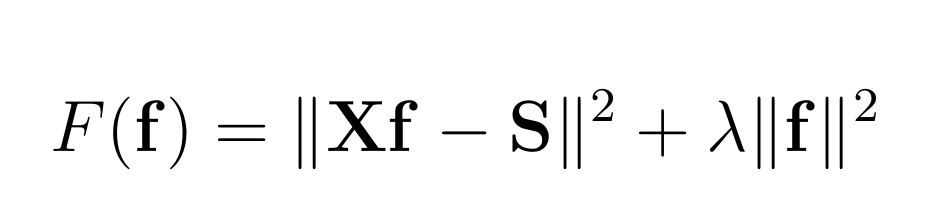 F(𝐟) = ‖𝐗𝐟 − 𝐒‖² + λ‖𝐟‖²